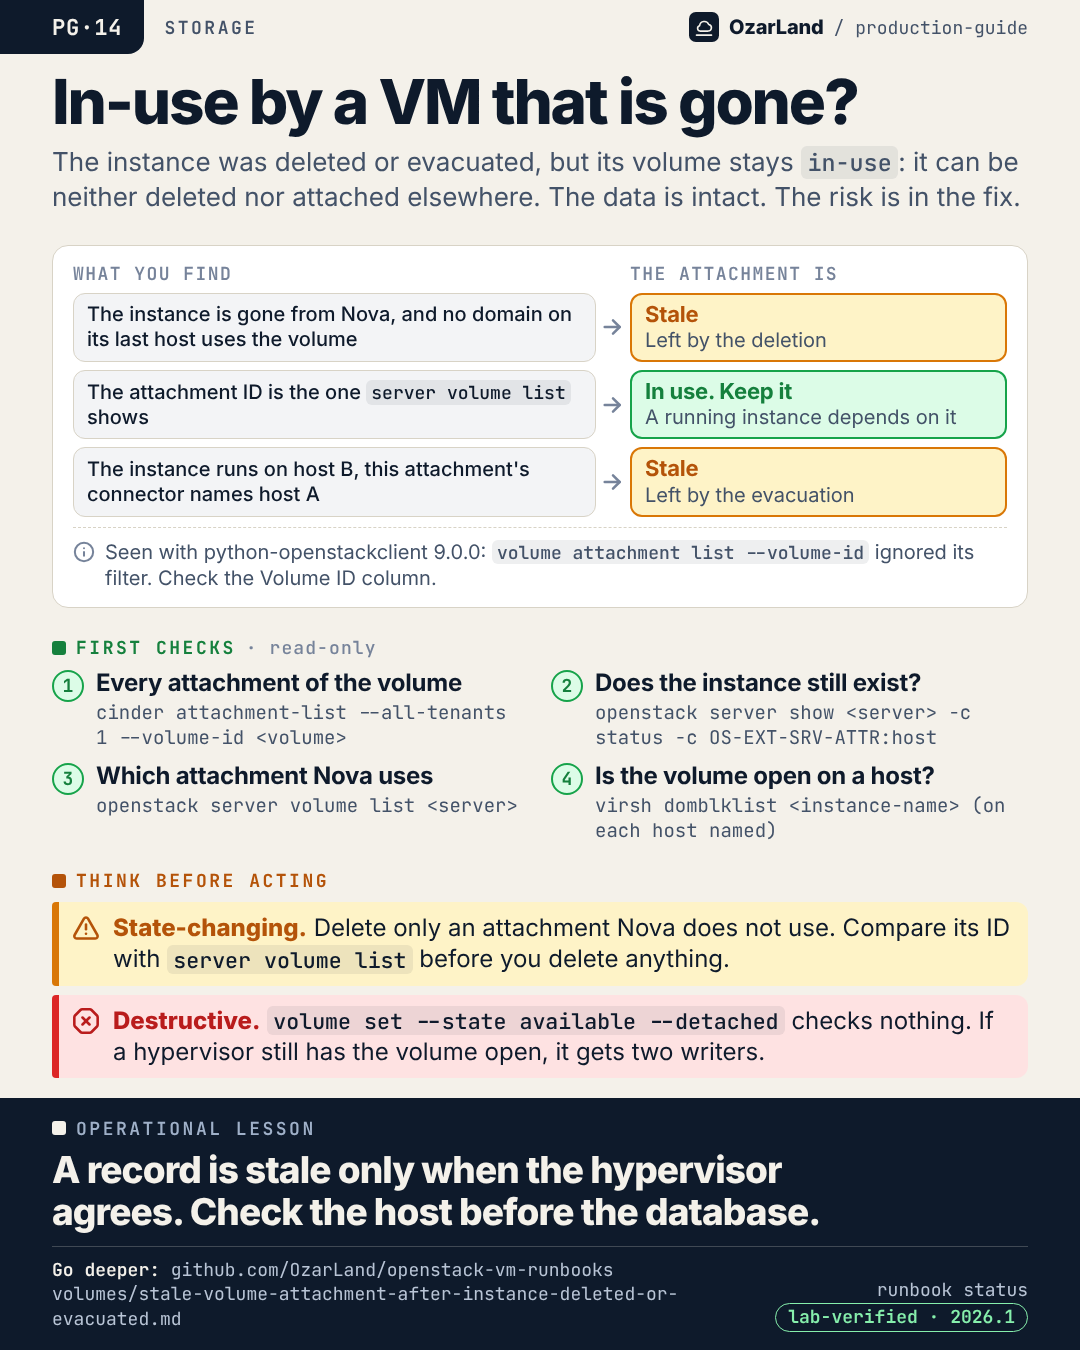 PG·14
STORAGE
OzarLand / production-guide
In-use by a VM that is gone?
The instance was deleted or evacuated, but its volume stays in-use: it can be
neither deleted nor attached elsewhere. The data is intact. The risk is in the fix.
WHAT YOU FIND
THE ATTACHMENT IS
The instance is gone from Nova, and no domain on
its last host uses the volume
Stale
Left by the deletion
The attachment ID is the one server volume list
shows
In use. Keep it
A running instance depends on it
The instance runs on host B, this attachment's
connector names host A
Stale
Left by the evacuation
Seen with python-openstackclient 9.0.0: volume attachment list --volume-id ignored its
filter. Check the Volume ID column.
FIRST CHECKS · read-only
1 Every attachment of the volume
cinder attachment-list --all-tenants
1 --volume-id <volume>
2 Does the instance still exist?
openstack server show <server> -c
status -c OS-EXT-SRV-ATTR:host
3 Which attachment Nova uses
openstack server volume list <server>
4 Is the volume open on a host?
virsh domblklist <instance-name> (on
each host named)
THINK BEFORE ACTING
State-changing. Delete only an attachment Nova does not use. Compare its ID
with server volume list before you delete anything.
Destructive. volume set --state available --detached checks nothing. If
a hypervisor still has the volume open, it gets two writers.
OPERATIONAL LESSON
A record is stale only when the hypervisor
agrees. Check the host before the database.
Go deeper: github.com/OzarLand/openstack-vm-runbooks
volumes/stale-volume-attachment-after-instance-deleted-or-
evacuated.md
runbook status
lab-verified · 2026.1